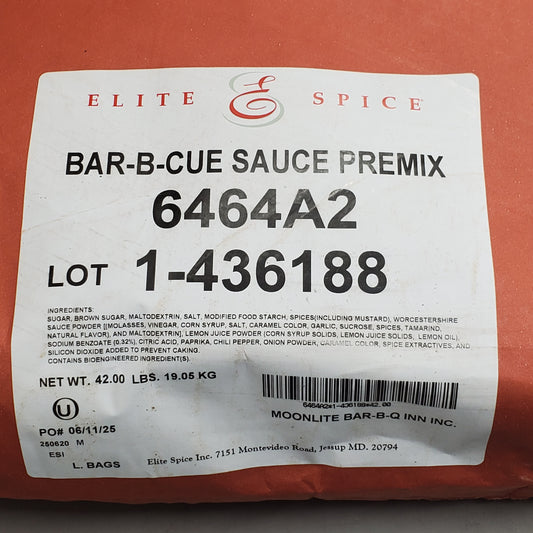 ELITE E SPICE
BAR-B-CUE SAUCE PREMIX
6464A2
LOT 1-436188
INGREDIENTS:
SUGAR, BROWN SUGAR, MALTODEXTRIN, SALT, MODIFIED FOOD STARCH, SPICES(INCLUDING MUSTARD), WORCESTERSHIRE
SAUCE POWDER [[MOLASSES, VINEGAR, CORN SYRUP, SALT, CARAMEL COLOR, GARLIC, SUCROSE, SPICES, TAMARIND,
NATURAL FLAVOR), AND MALTODEXTRIN], LEMON JUICE POWDER (CORN SYRUP SOLIDS, LEMON JUICE SOLIDS, LEMON OIL),
SODIUM BENZOATE (0.32%), CITRIC ACID, PAPRIKA, CHILI PEPPER, ONION POWDER, CARAMEL COLOR, SPICE EXTRACTIVES, AND
SILICON DIOXIDE ADDED TO PREVENT CAKING.
CONTAINS BIOENGINEERED INGREDIENT(S).
NET WT. 42.00 LBS. 19.05 KG
6464A2*1-436188*42.00
U
MOONLITE BAR-B-Q INN INC.
PO# 06/11/25
250620 M
ESI
L. BAGS
Elite Spice Inc. 7151 Montevideo Road, Jessup MD. 20794